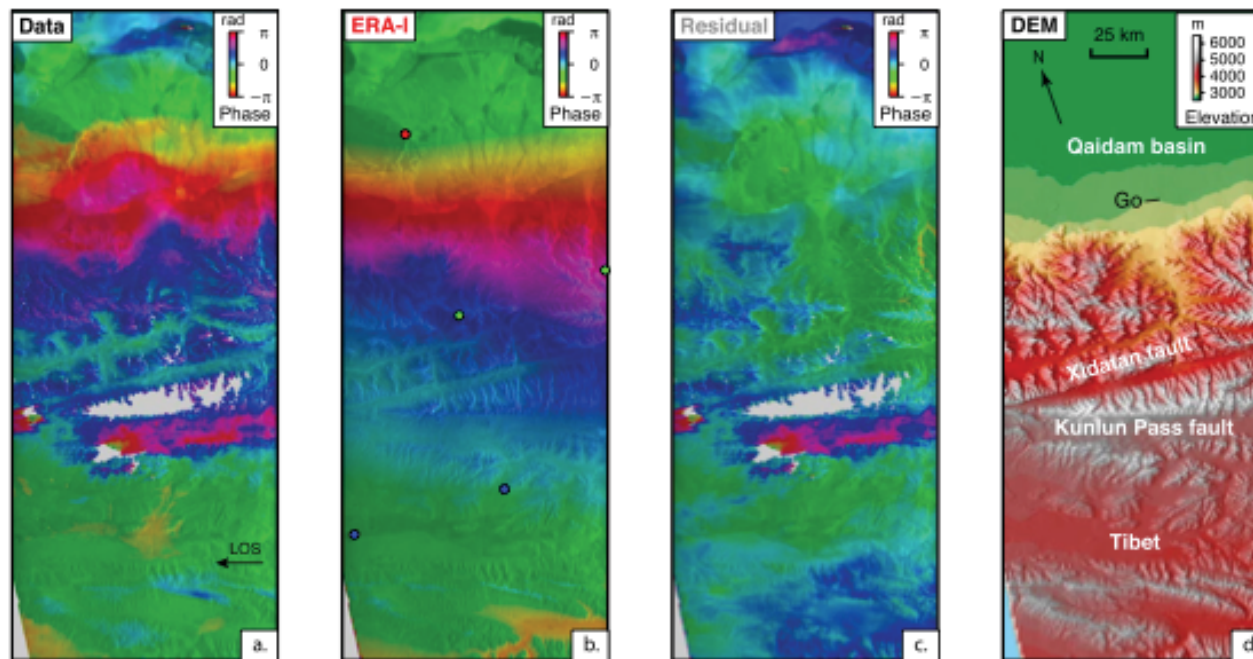 Data
rad
π
0
−π
Phase
LOS
a.
ERA-I
rad
π
0
−π
Phase
b.
Residual
rad
π
0
−π
Phase
c.
DEM
25 km
N
m
6000
5000
4000
3000
Elevation
Qaidam basin
Go
Xidatan fault
Kunlun Pass fault
Tibet
d